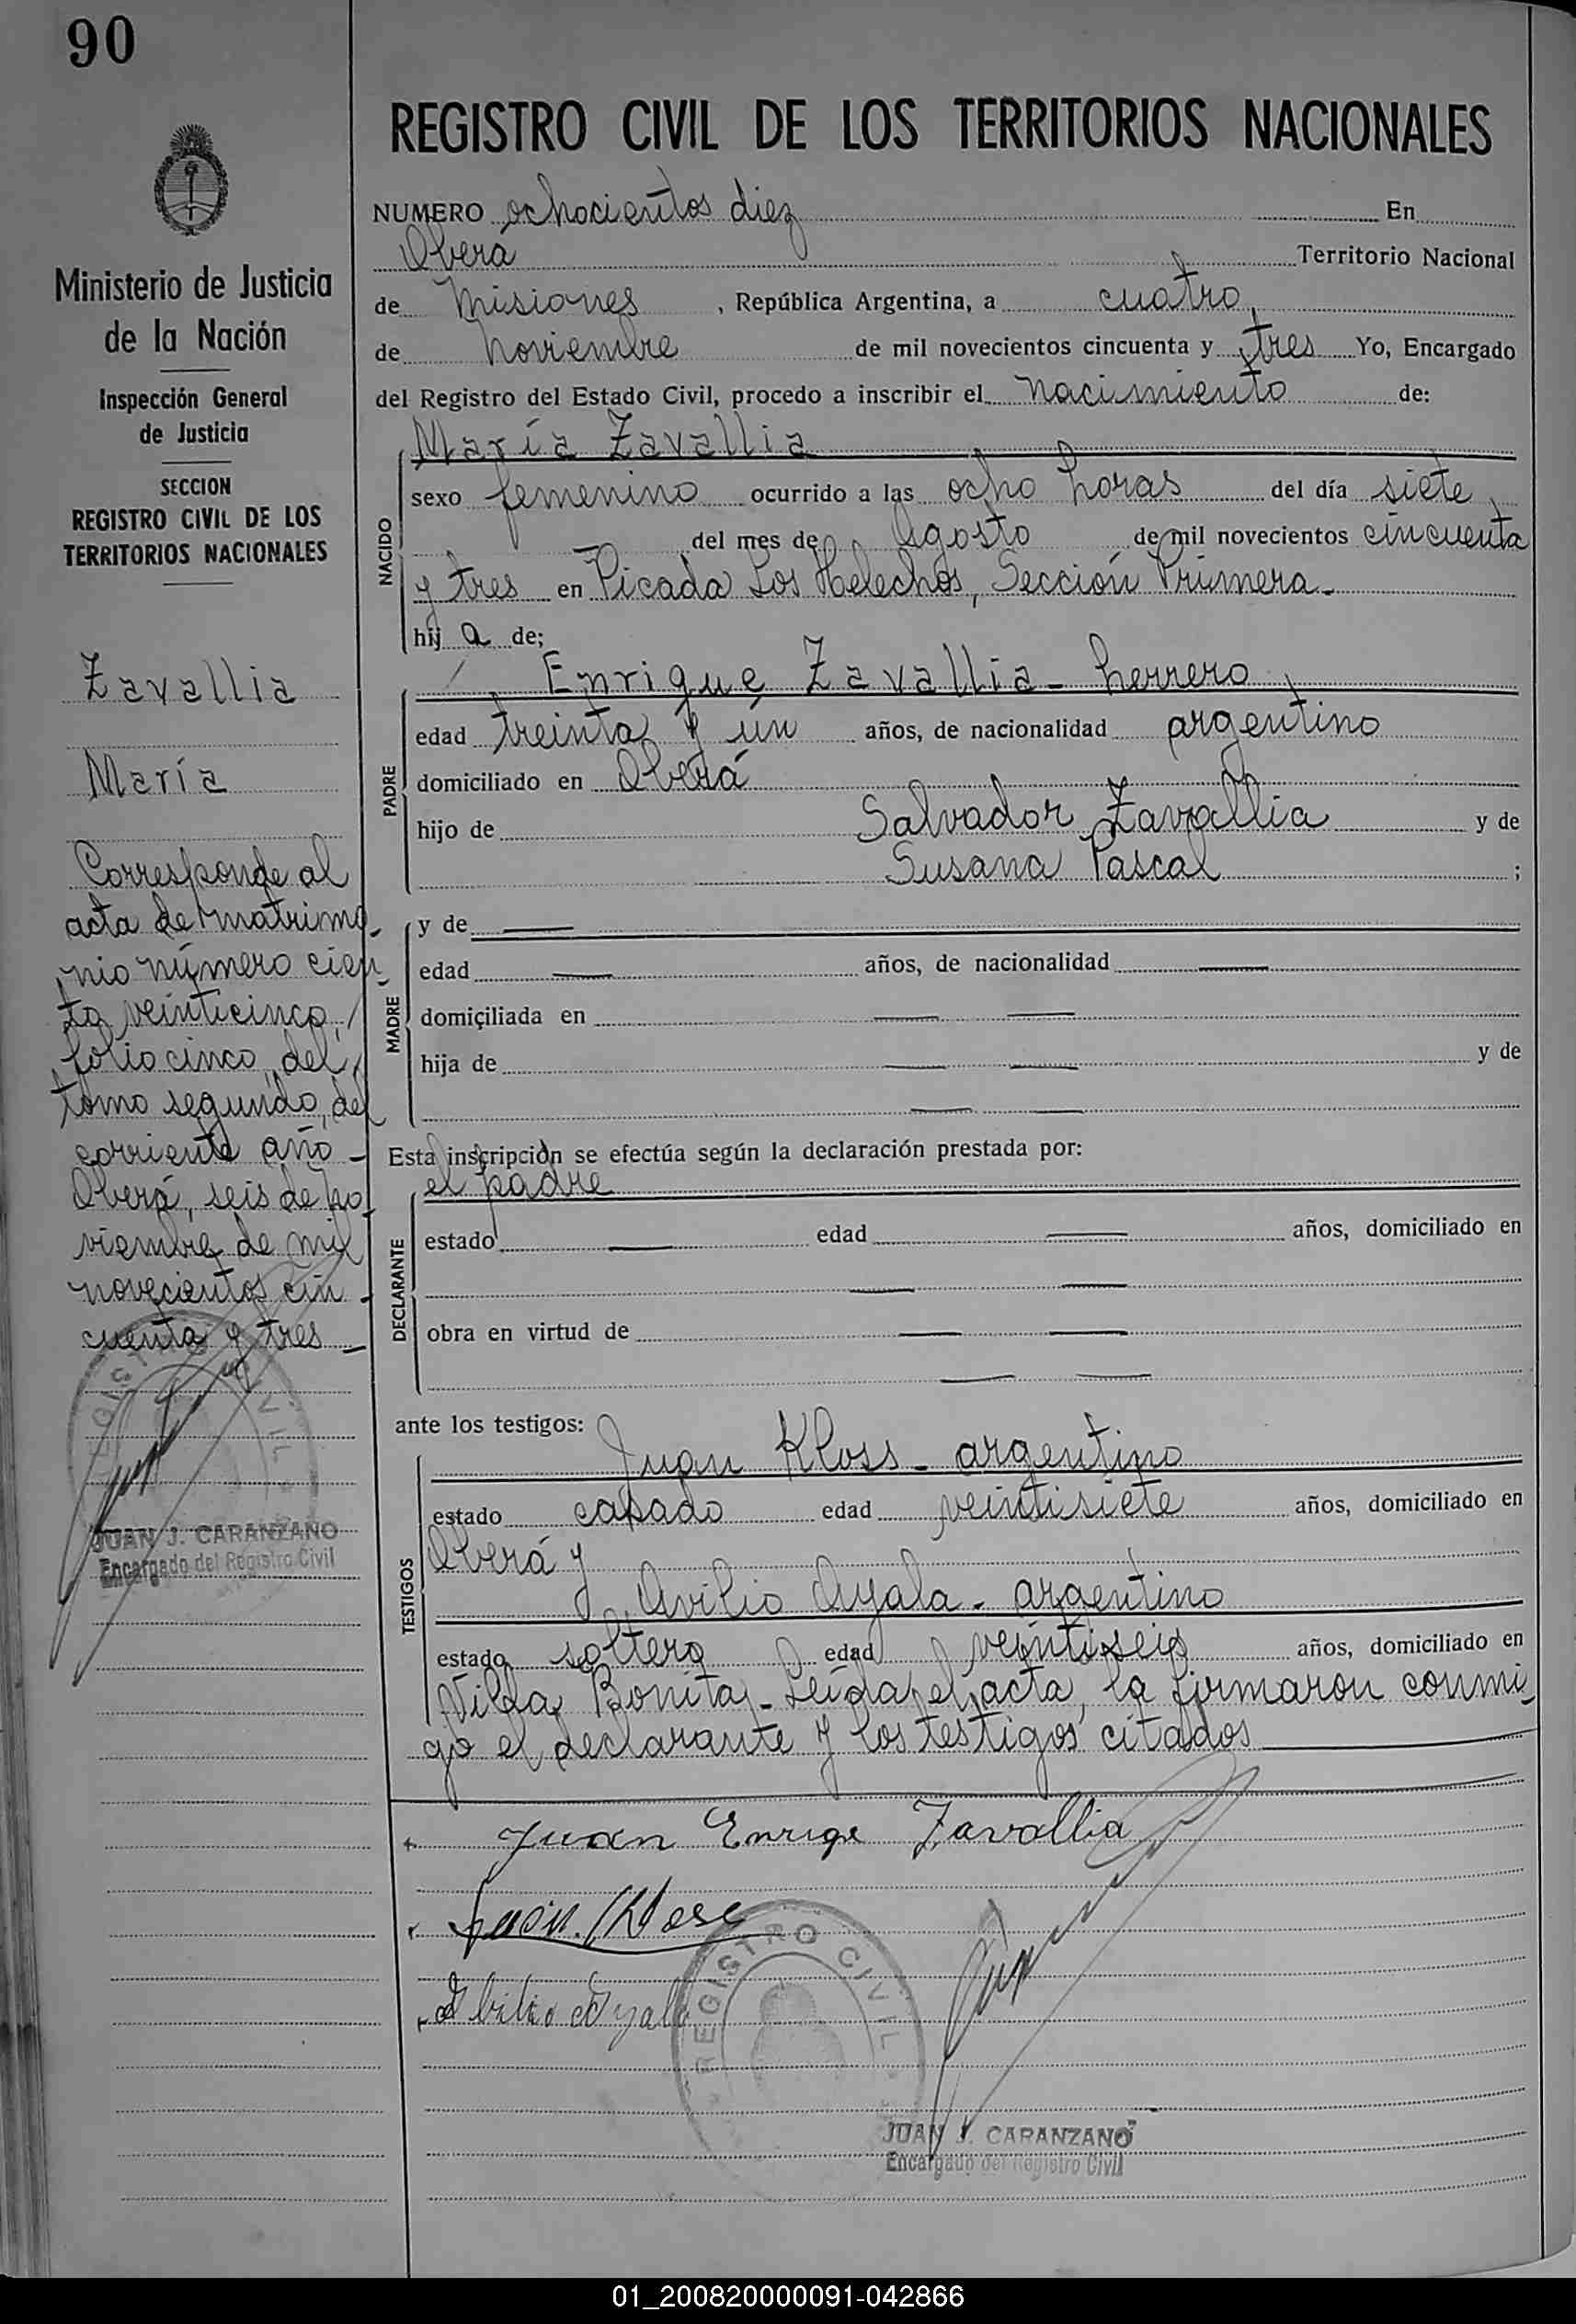 90
Ministerio de Justicia
de la Nación
Inspección General
de Justicia
SECCION
REGISTRO CIVIL DE LOS
TERRITORIOS NACIONALES
Zavallia
María
Corresponde al
acta de matrimo-
nio número cien-
to veinticinco,
folio cinco, del
tomo segundo, del
corriente año -
Oberá, seis de no-
viembre de mil
novecientos cin-
cuenta y tres -
JUAN J. CARANZANO
Encargado del Registro Civil
REGISTRO CIVIL DE LOS TERRITORIOS NACIONALES
NUMERO ochocientos diez En
Oberá Territorio Nacional
de Misiones , República Argentina, a cuatro
de noviembre de mil novecientos cincuenta y tres Yo, Encargado
del Registro del Estado Civil, procedo a inscribir el nacimiento de:
NACIDO
María Zavallia
sexo femenino ocurrido a las ocho horas del día siete
— del mes de Agosto de mil novecientos cincuenta
y tres en Picada Los Helechos, Sección Primera.-
hij a de;
PADRE
Enrique Zavallia - herrero
edad treinta y un años, de nacionalidad argentino
domiciliado en Oberá
hijo de Salvador Zavallia y de
Susana Pascal ;
MADRE
y de —
edad — años, de nacionalidad —
domiciliada en — —
hija de — — y de
— —
Esta inscripción se efectúa según la declaración prestada por:
DECLARANTE
el padre
estado — edad — años, domiciliado en
— —
obra en virtud de — —
— —
ante los testigos:
TESTIGOS
Juan Kloss - argentino
estado casado edad veintisiete años, domiciliado en
Oberá y
Avilio Ayala - argentino
estado soltero edad veintiseis años, domiciliado en
Villa Bonita - Leída el acta, la firmaron conmi-
go el declarante y los testigos citados
Juan Enrique Zavallia
Juan
Abilio Ayala
REGISTRO CIVIL
JUAN J. CARANZANO
Encargado del Registro Civil
01_200820000091-042866